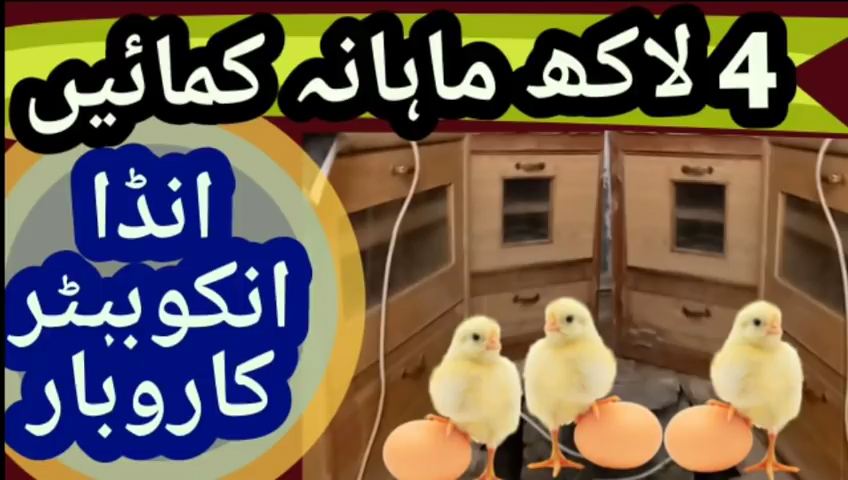 4 لاکھ ماہانہ کمائیں
انڈا
انکوبیٹر
کاروبار